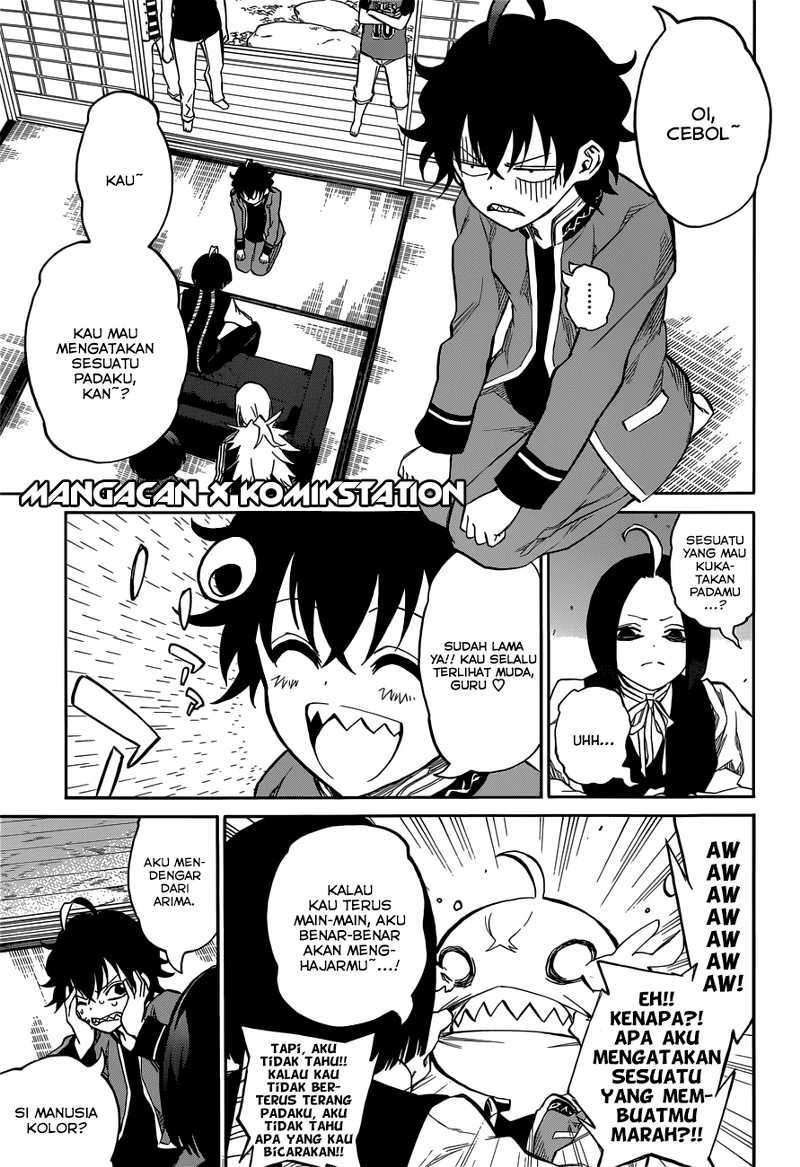 OI,
CEBOL~
KAU~
......
KAU MAU
MENGATAKAN
SESUATU
PADAKU,
KAN~?
MANGACAN X KOMIKSTATION
SESUATU
YANG MAU
KUKA-
TAKAN
PADAMU
...?
UHH...
SUDAH LAMA
YA!! KAU SELALU
TERLIHAT MUDA,
GURU ♡
AW
AW
AW
AW
AW
AW
AW!
KALAU
KAU TERUS
MAIN-MAIN, AKU
BENAR-BENAR
AKAN MENG-
HAJARMU~...!
EH!!
KENAPA?!
APA AKU
MENGATAKAN
SESUATU
YANG MEM-
BUATMU
MARAH?!!
TAPI, AKU
TIDAK TAHU!!
KALAU KAU
TIDAK BER-
TERUS TERANG
PADAKU, AKU
TIDAK TAHU
APA YANG KAU
BICARAKAN!!
AKU MEN-
DENGAR
DARI
ARIMA.
SI MANUSIA
KOLOR?